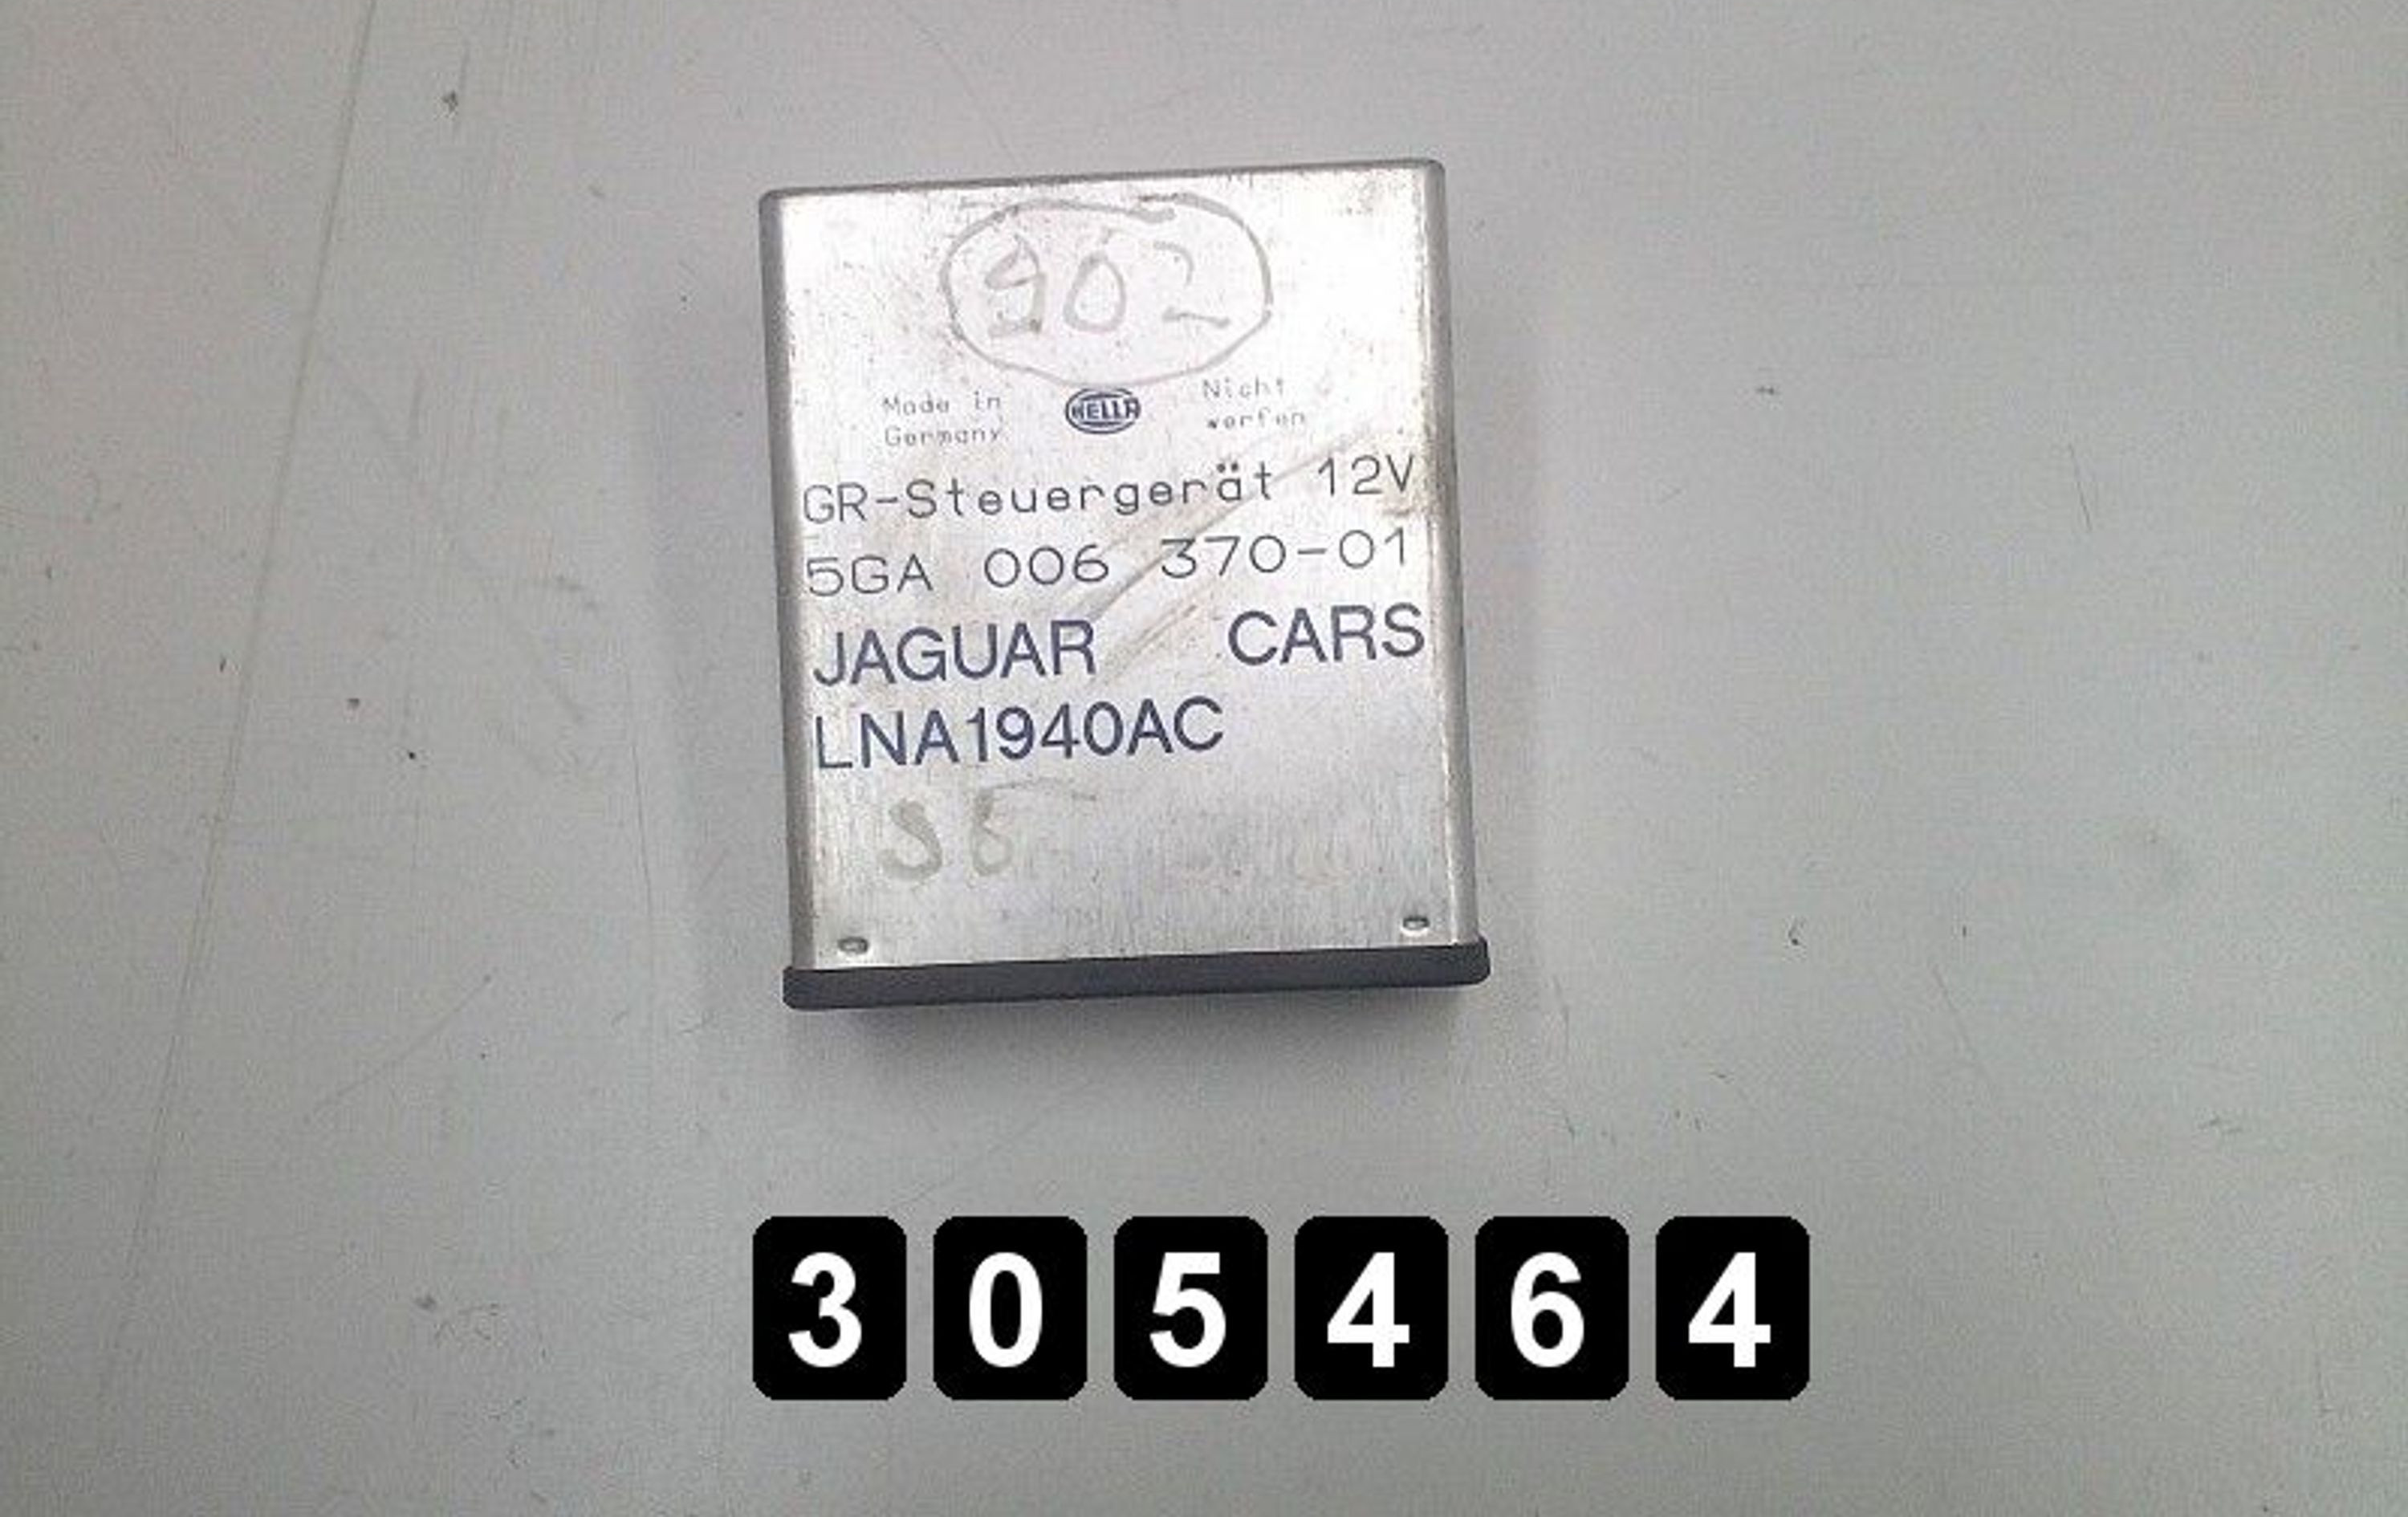 902
Made in
Germany
HELLA
Nicht
werfen
GR-Steuergerät 12V
5GA 006 370-01
JAGUAR CARS
LNA1940AC
305464